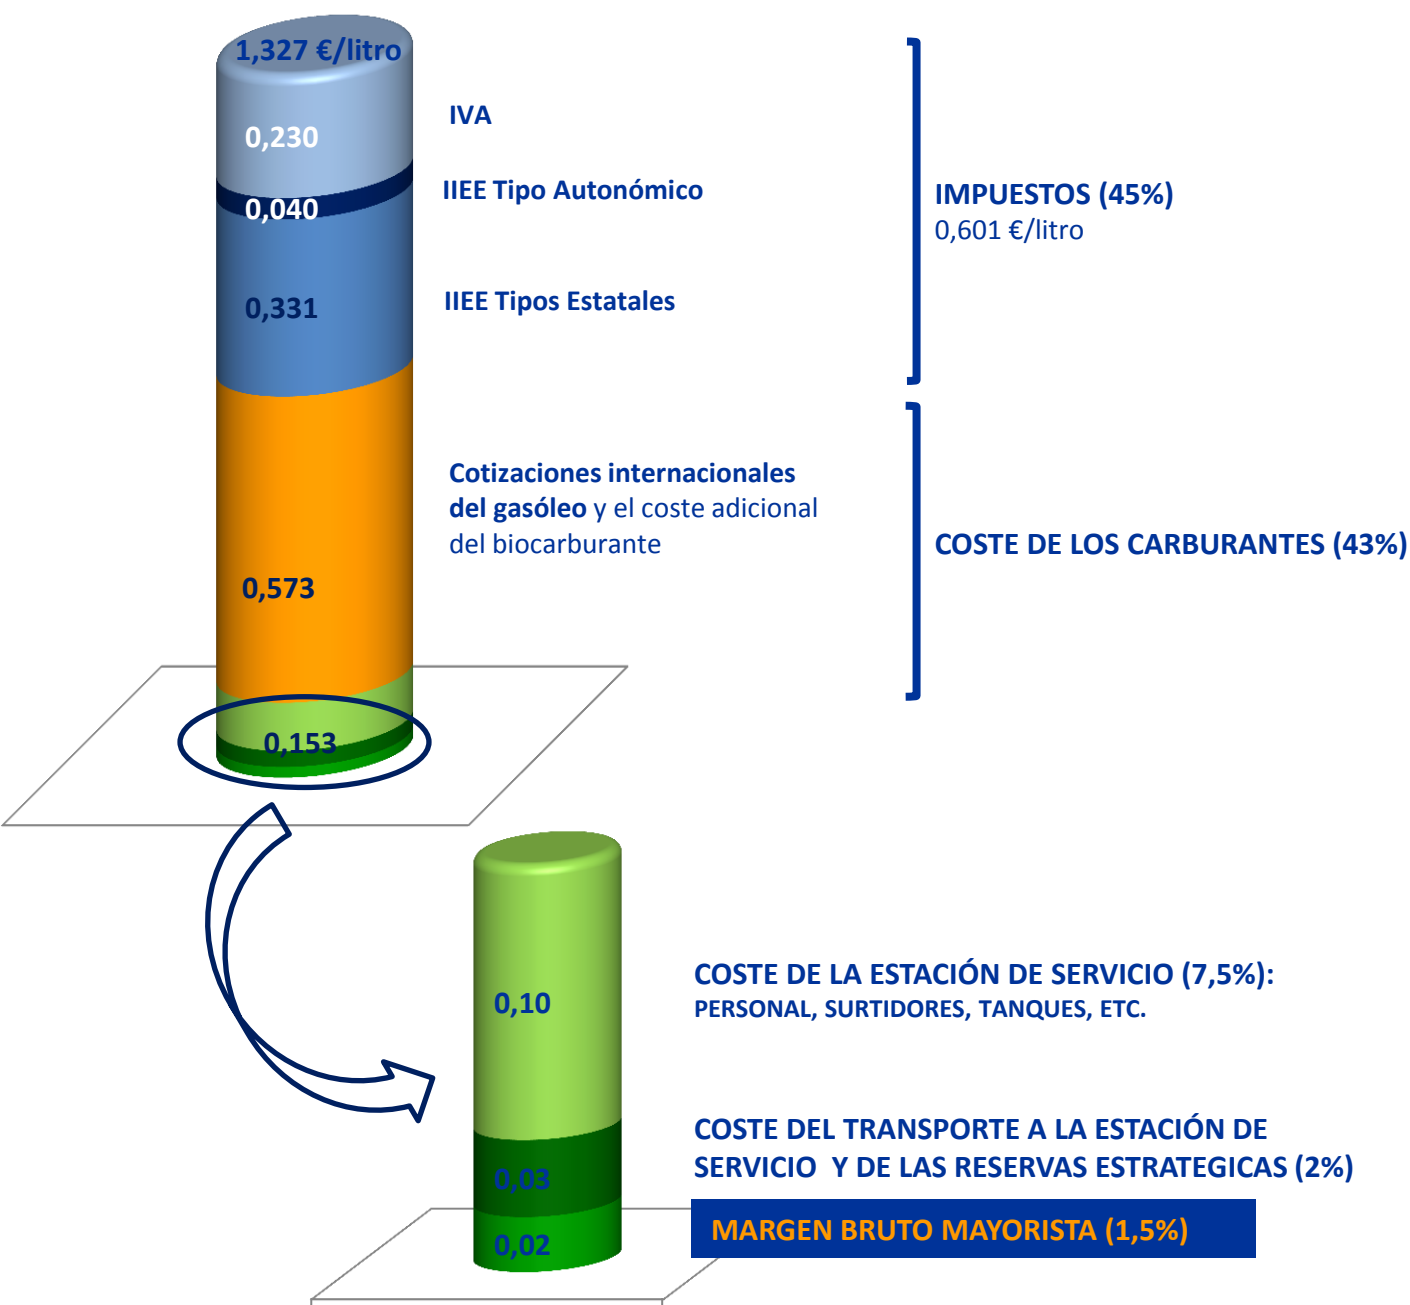 1,327 €/litro
0,230
IVA
0,040
IIEE Tipo Autonómico
0,331
IIEE Tipos Estatales
IMPUESTOS (45%)
0,601 €/litro
Cotizaciones internacionales
del gasóleo y el coste adicional
del biocarburante
0,573
COSTE DE LOS CARBURANTES (43%)
0,153
0,10
COSTE DE LA ESTACIÓN DE SERVICIO (7,5%):
PERSONAL, SURTIDORES, TANQUES, ETC.
0,03
COSTE DEL TRANSPORTE A LA ESTACIÓN DE
SERVICIO Y DE LAS RESERVAS ESTRATEGICAS (2%)
0,02
MARGEN BRUTO MAYORISTA (1,5%)